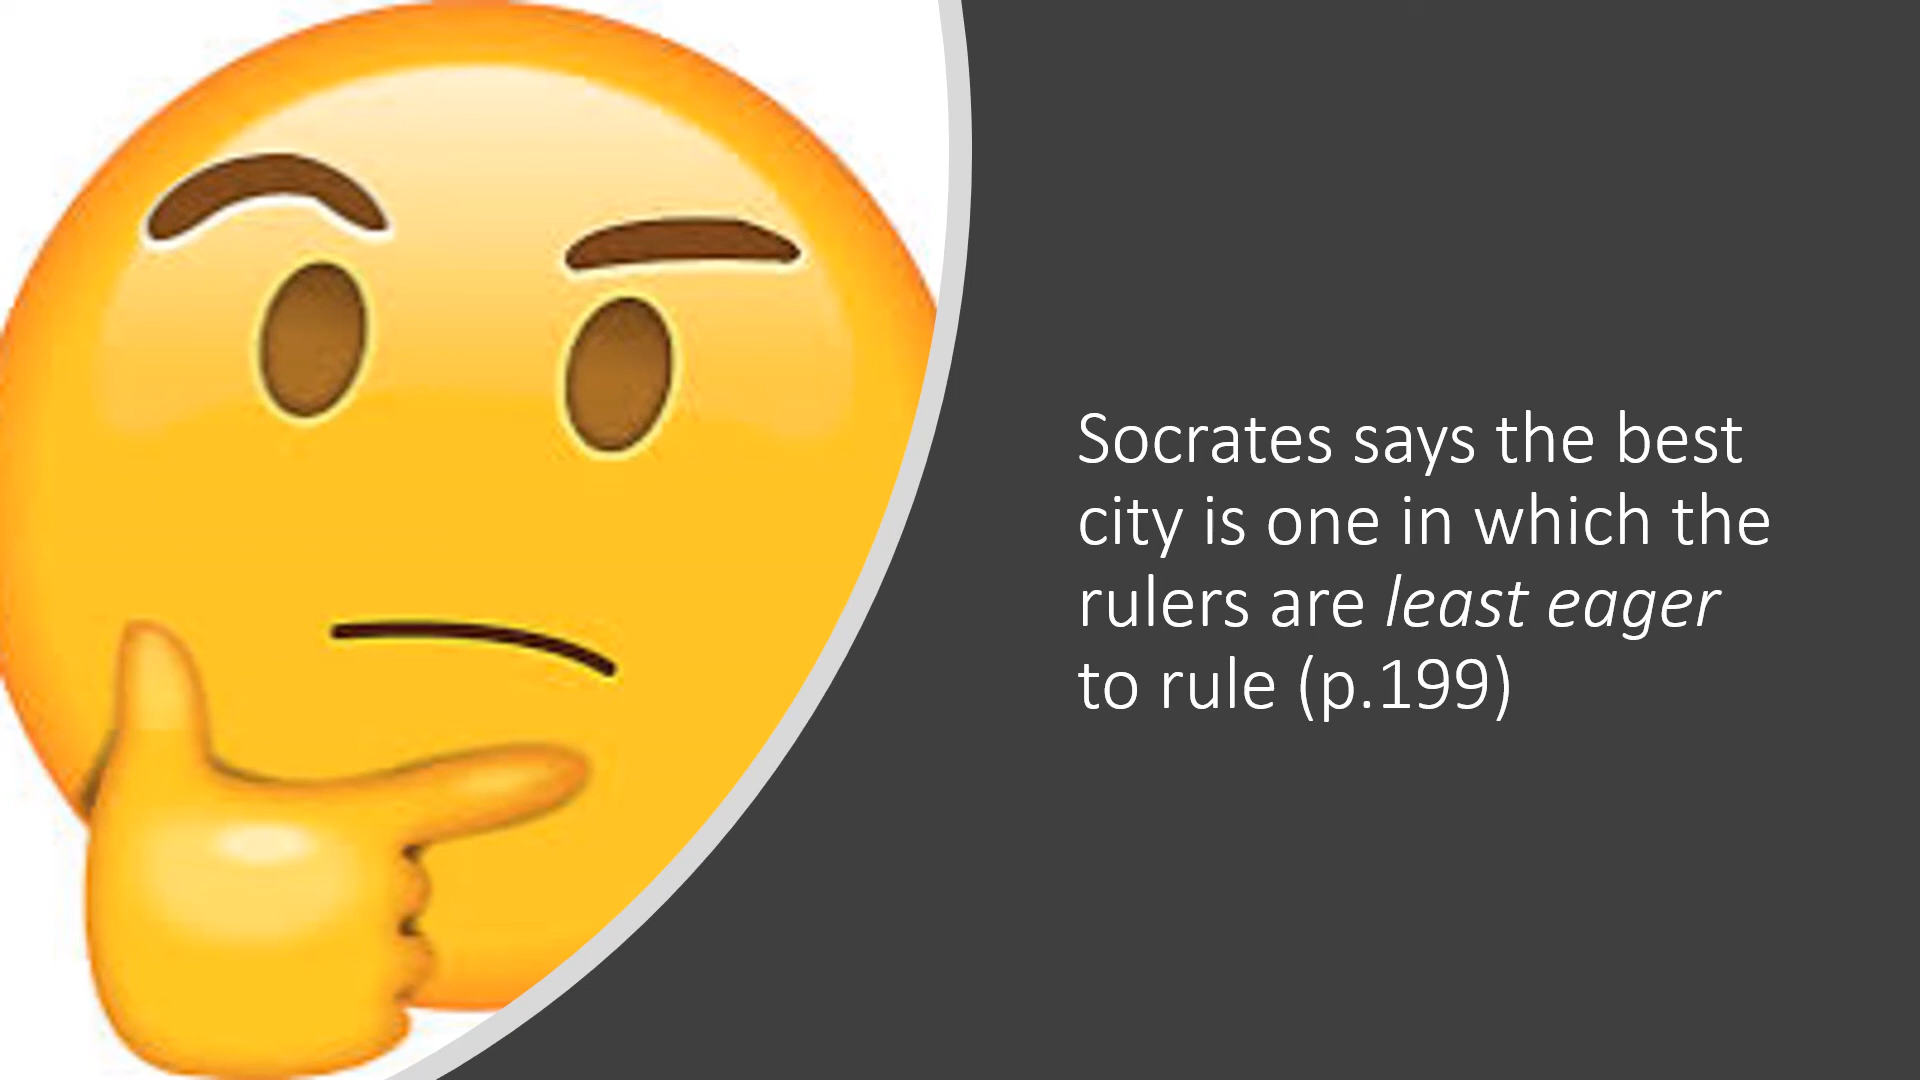 Socrates says the best
city is one in which the
rulers are least eager
to rule (p.199)